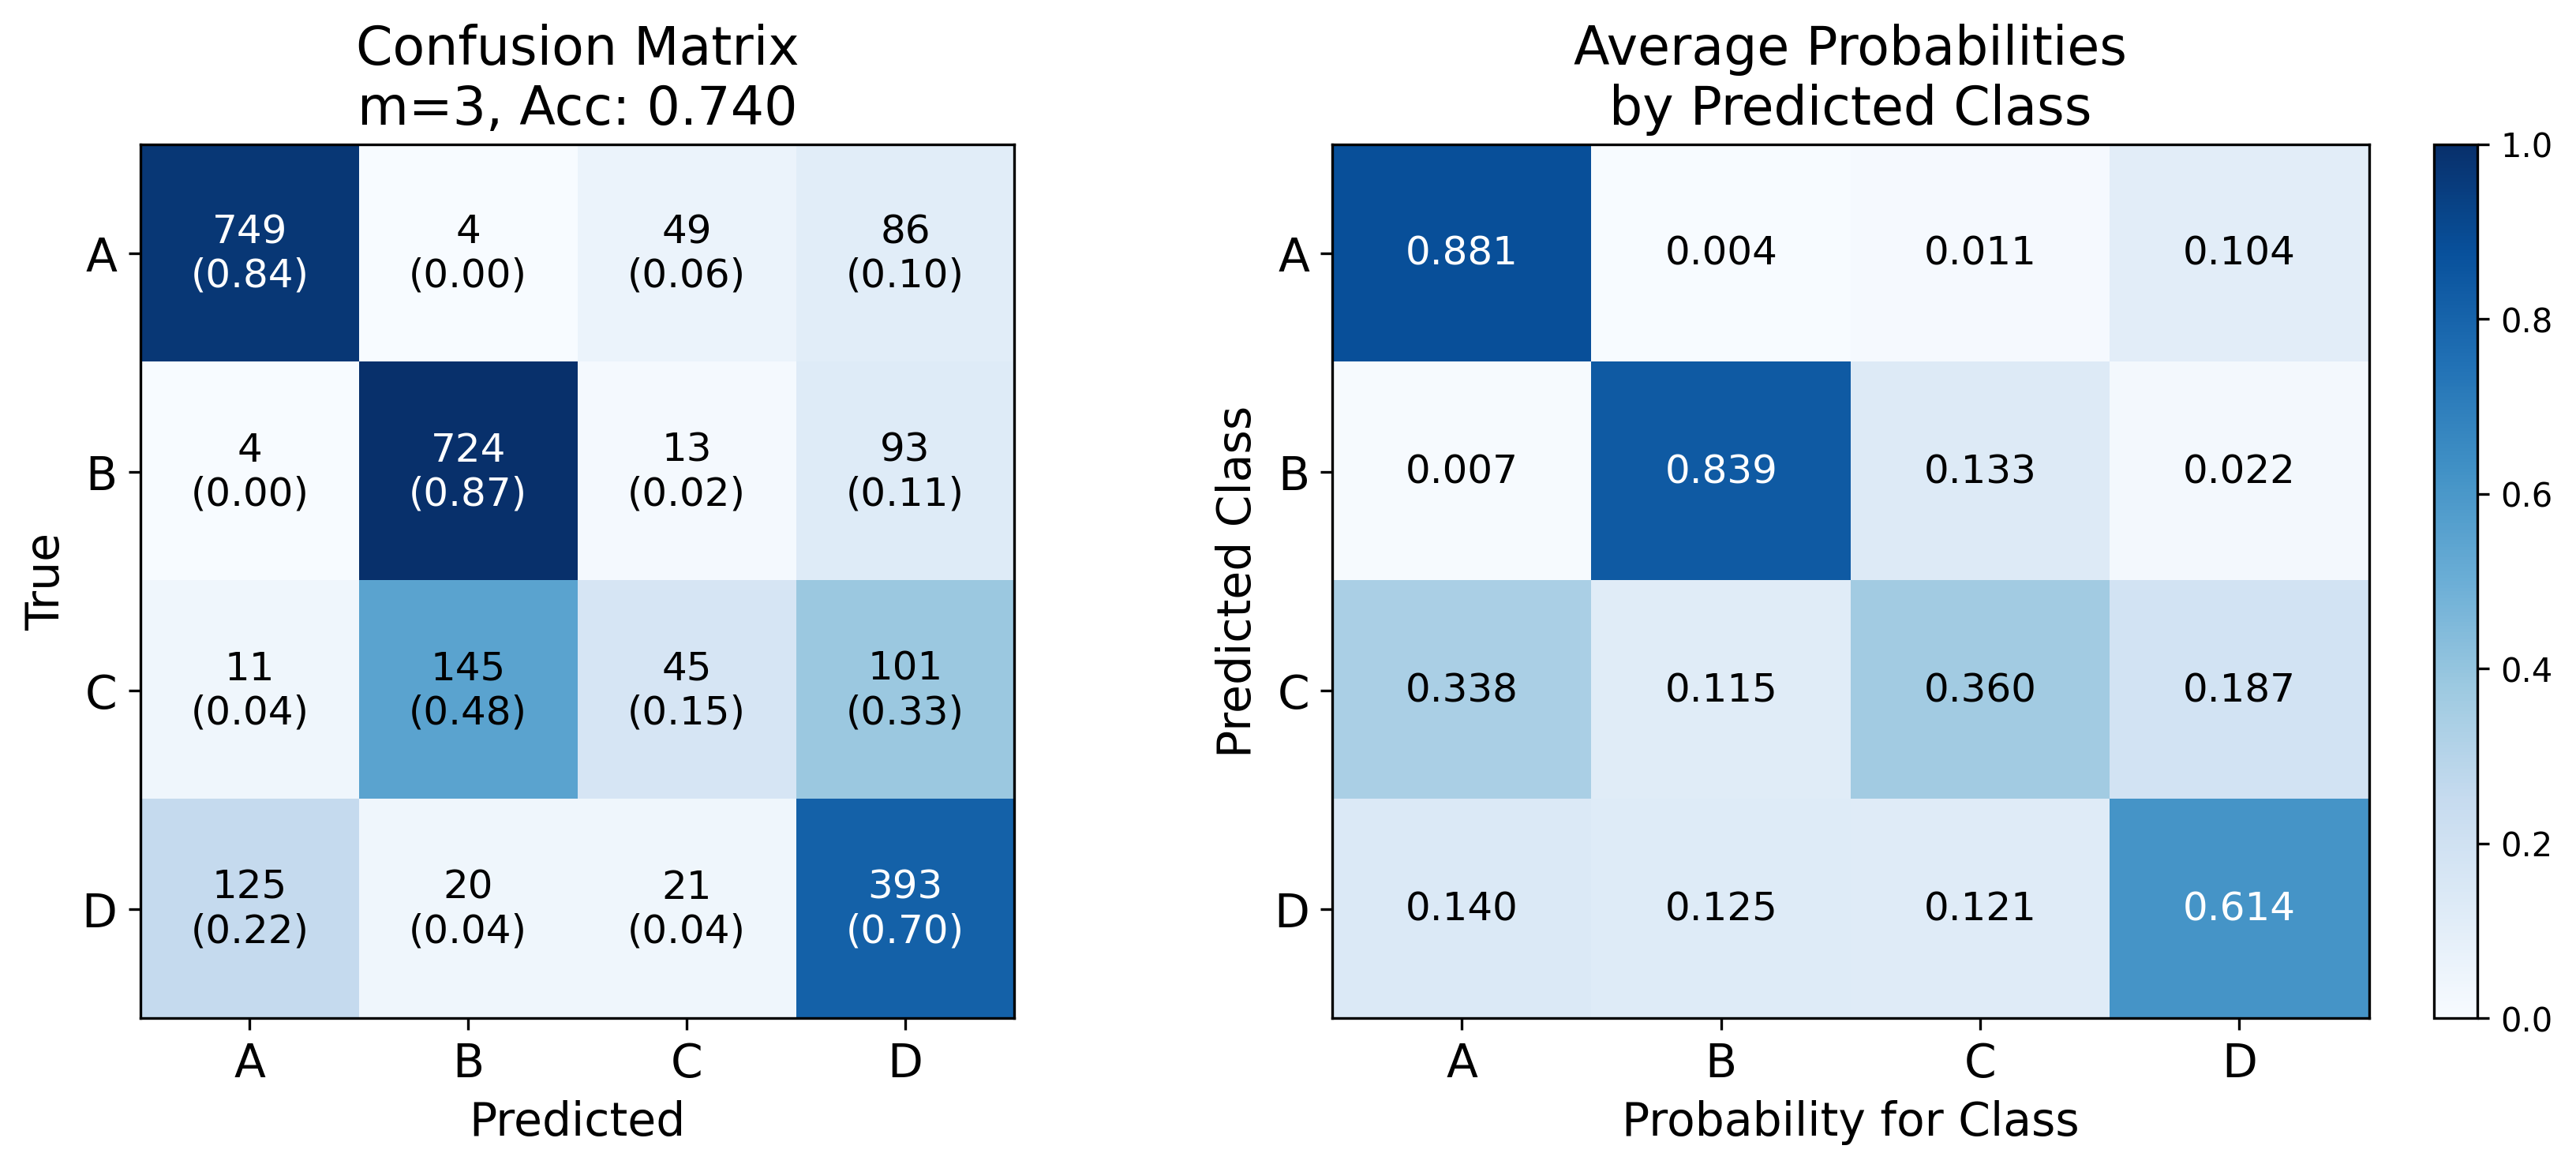 Confusion Matrix
m=3, Acc: 0.740
True
A
749
(0.84)
4
(0.00)
49
(0.06)
86
(0.10)
B
4
(0.00)
724
(0.87)
13
(0.02)
93
(0.11)
C
11
(0.04)
145
(0.48)
45
(0.15)
101
(0.33)
D
125
(0.22)
20
(0.04)
21
(0.04)
393
(0.70)
A B C D
Predicted
Average Probabilities
by Predicted Class
Predicted Class
A 0.881 0.004 0.011 0.104
B 0.007 0.839 0.133 0.022
C 0.338 0.115 0.360 0.187
D 0.140 0.125 0.121 0.614
A B C D
Probability for Class
1.0
0.8
0.6
0.4
0.2
0.0